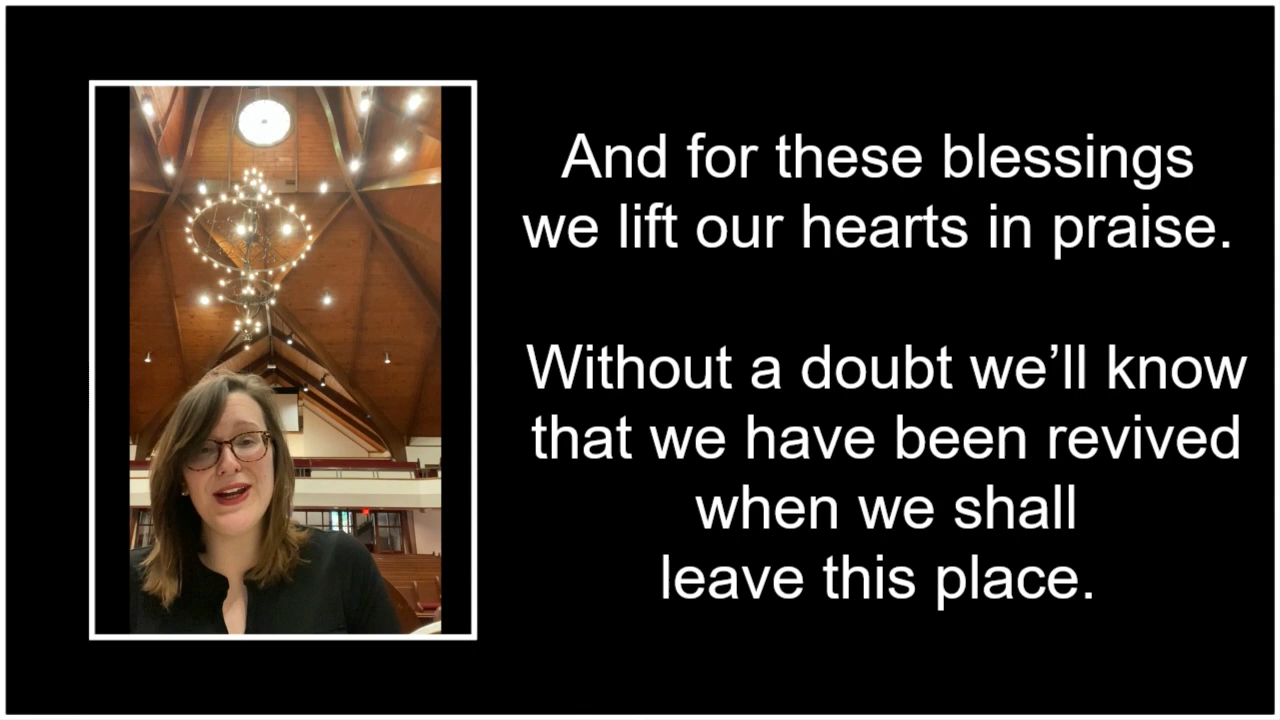 And for these blessings
we lift our hearts in praise.
Without a doubt we’ll know
that we have been revived
when we shall
leave this place.